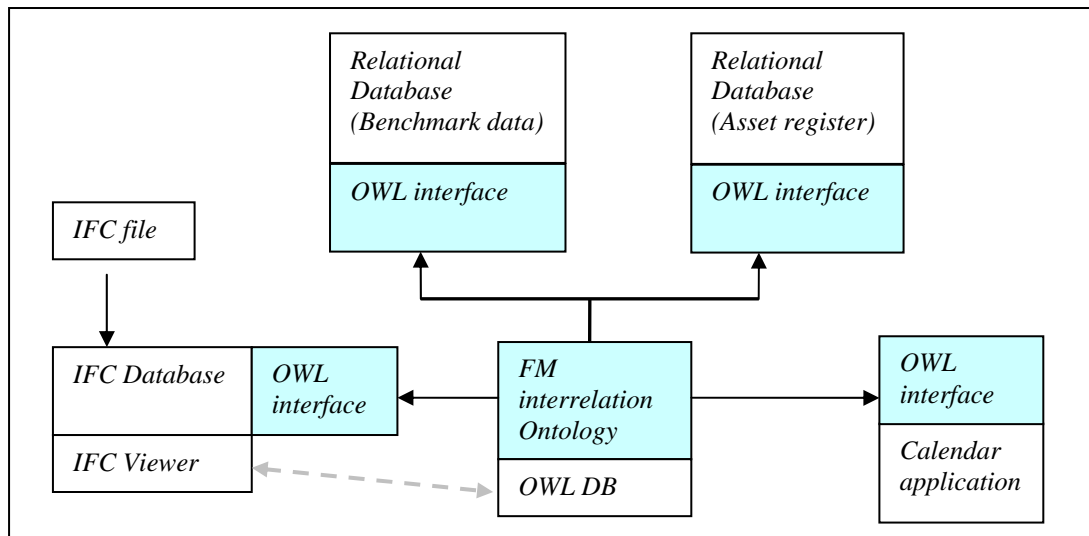 Relational
Database
(Benchmark data)
OWL interface
Relational
Database
(Asset register)
OWL interface
IFC file
IFC Database
OWL
interface
IFC Viewer
FM
interrelation
Ontology
OWL DB
OWL
interface
Calendar
application